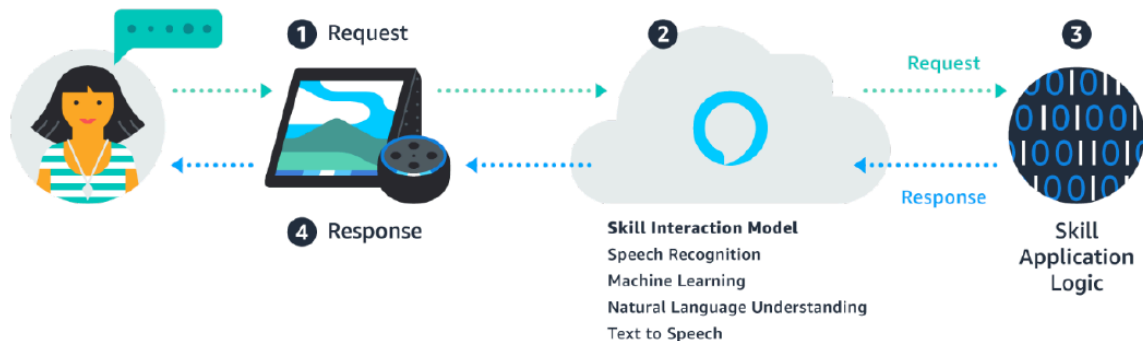 1 Request
2
3
Request
Response
4 Response
Skill Interaction Model
Speech Recognition
Machine Learning
Natural Language Understanding
Text to Speech
Skill
Application
Logic